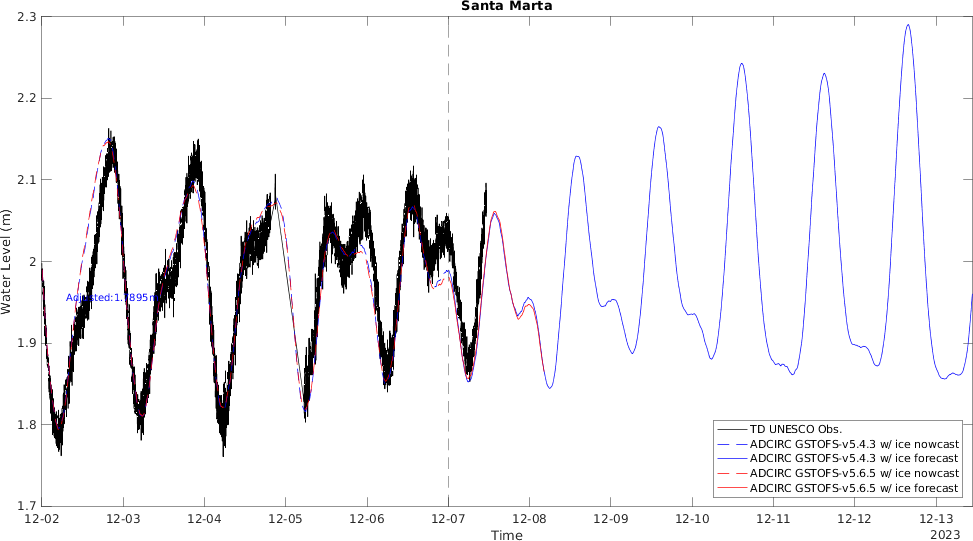 Santa Marta
2.3
2.2
2.1
2
1.9
1.8
1.7
Water Level (m)
Adjusted:1.7895m
12-02 12-03 12-04 12-05 12-06 12-07 12-08 12-09 12-10 12-11 12-12 12-13
2023
Time
TD UNESCO Obs.
ADCIRC GSTOFS-v5.4.3 w/ ice nowcast
ADCIRC GSTOFS-v5.4.3 w/ ice forecast
ADCIRC GSTOFS-v5.6.5 w/ ice nowcast
ADCIRC GSTOFS-v5.6.5 w/ ice forecast